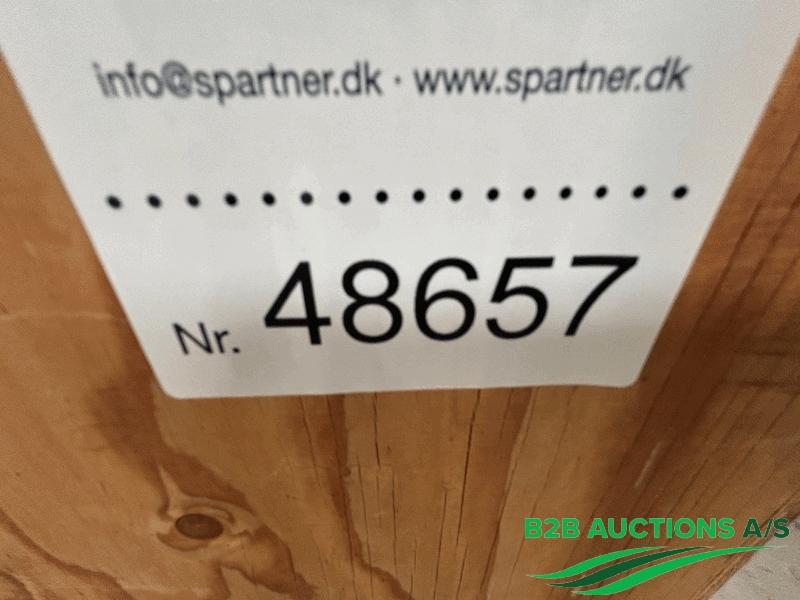 info@spartner.dk · www.spartner.dk
Nr. 48657
B2B AUCTIONS A/S